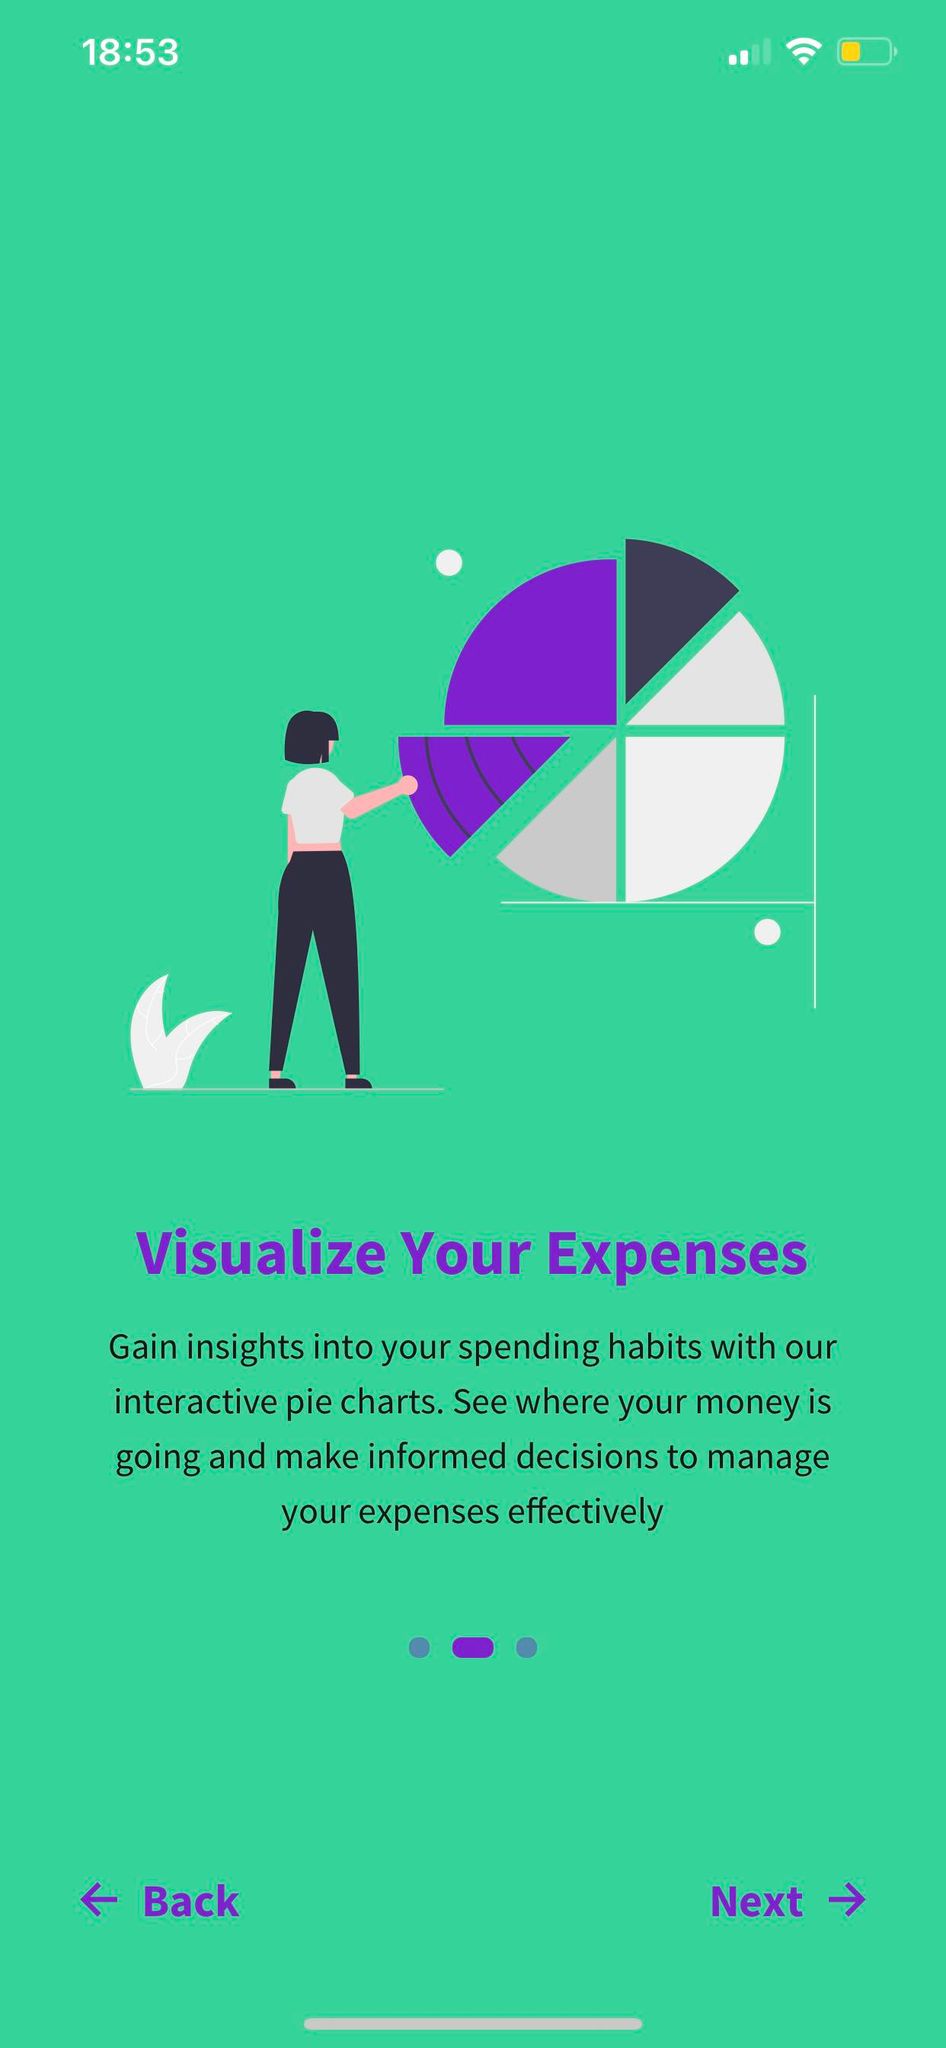 18:53
Visualize Your Expenses
Gain insights into your spending habits with our
interactive pie charts. See where your money is
going and make informed decisions to manage
your expenses effectively
Back
Next